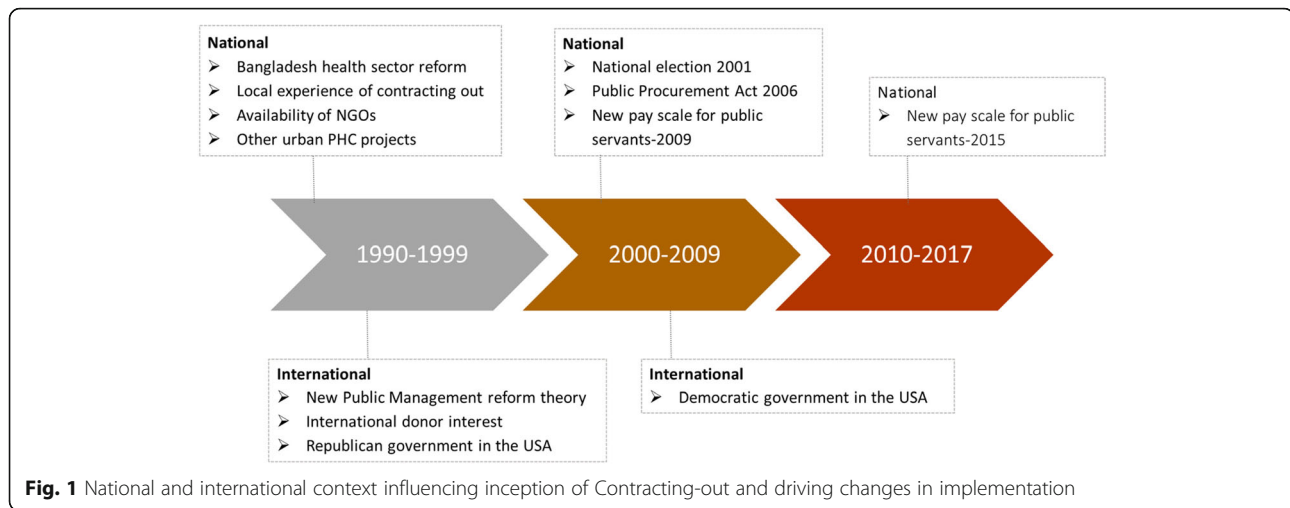 National
➢ Bangladesh health sector reform
➢ Local experience of contracting out
➢ Availability of NGOs
➢ Other urban PHC projects
National
➢ National election 2001
➢ Public Procurement Act 2006
➢ New pay scale for public
servants-2009
National
➢ New pay scale for public
servants-2015
1990-1999
2000-2009
2010-2017
International
➢ New Public Management reform theory
➢ International donor interest
➢ Republican government in the USA
International
➢ Democratic government in the USA
Fig. 1 National and international context influencing inception of Contracting-out and driving changes in implementation